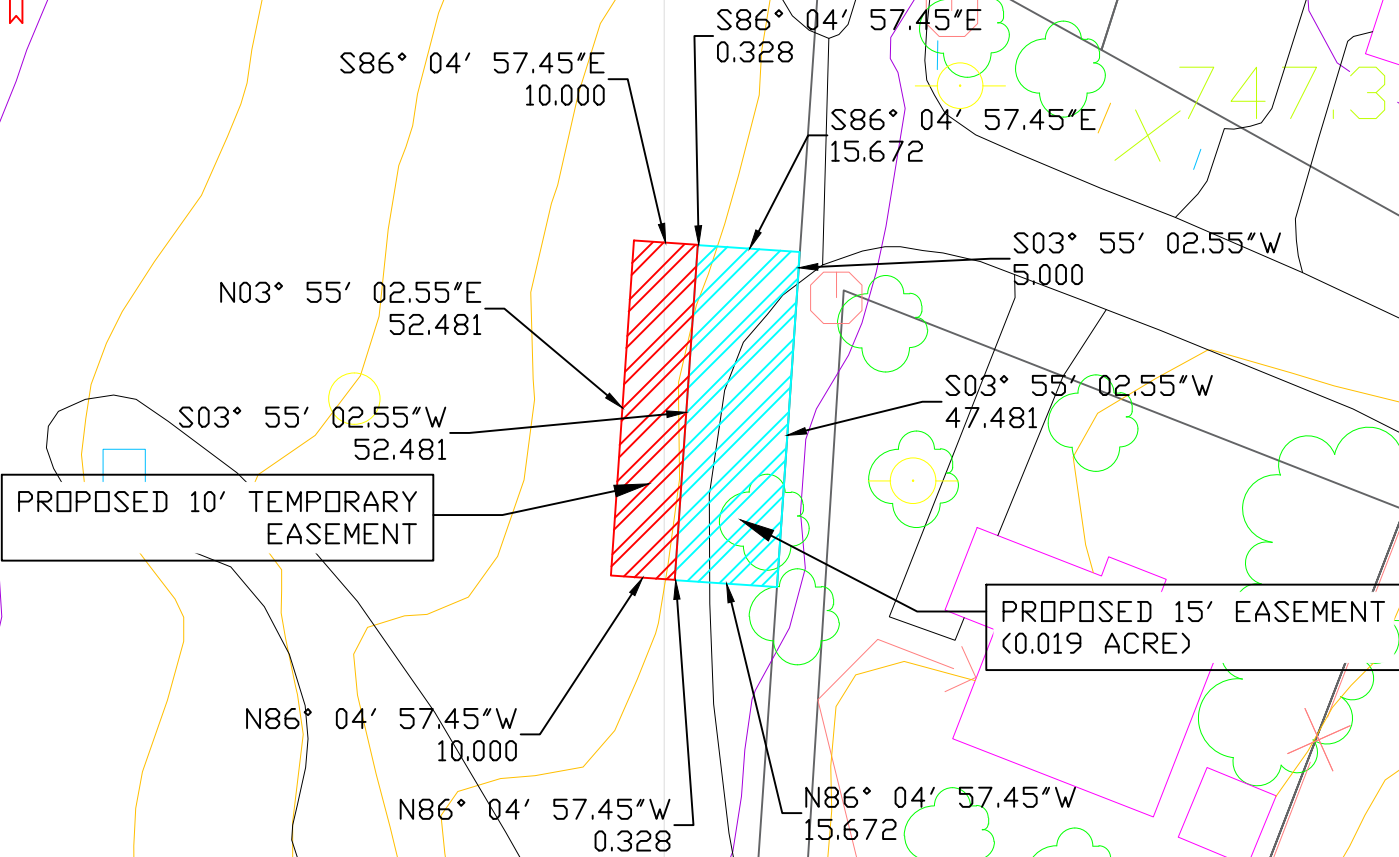 S86° 04' 57.45"E
0.328
S86° 04' 57.45"E
10.000
747.3
S86° 04' 57.45"E
15.672
S03° 55' 02.55"W
5.000
N03° 55' 02.55"E
52.481
S03° 55' 02.55"W
47.481
S03° 55' 02.55"W
52.481
PROPOSED 10' TEMPORARY
EASEMENT
PROPOSED 15' EASEMENT
(0.019 ACRE)
N86° 04' 57.45"W
10.000
N86° 04' 57.45"W
0.328
N86° 04' 57.45"W
15.672